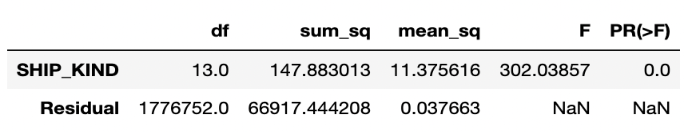 df sum_sq mean_sq F PR(>F)
SHIP_KIND 13.0 147.883013 11.375616 302.03857 0.0
Residual 1776752.0 66917.444208 0.037663 NaN NaN